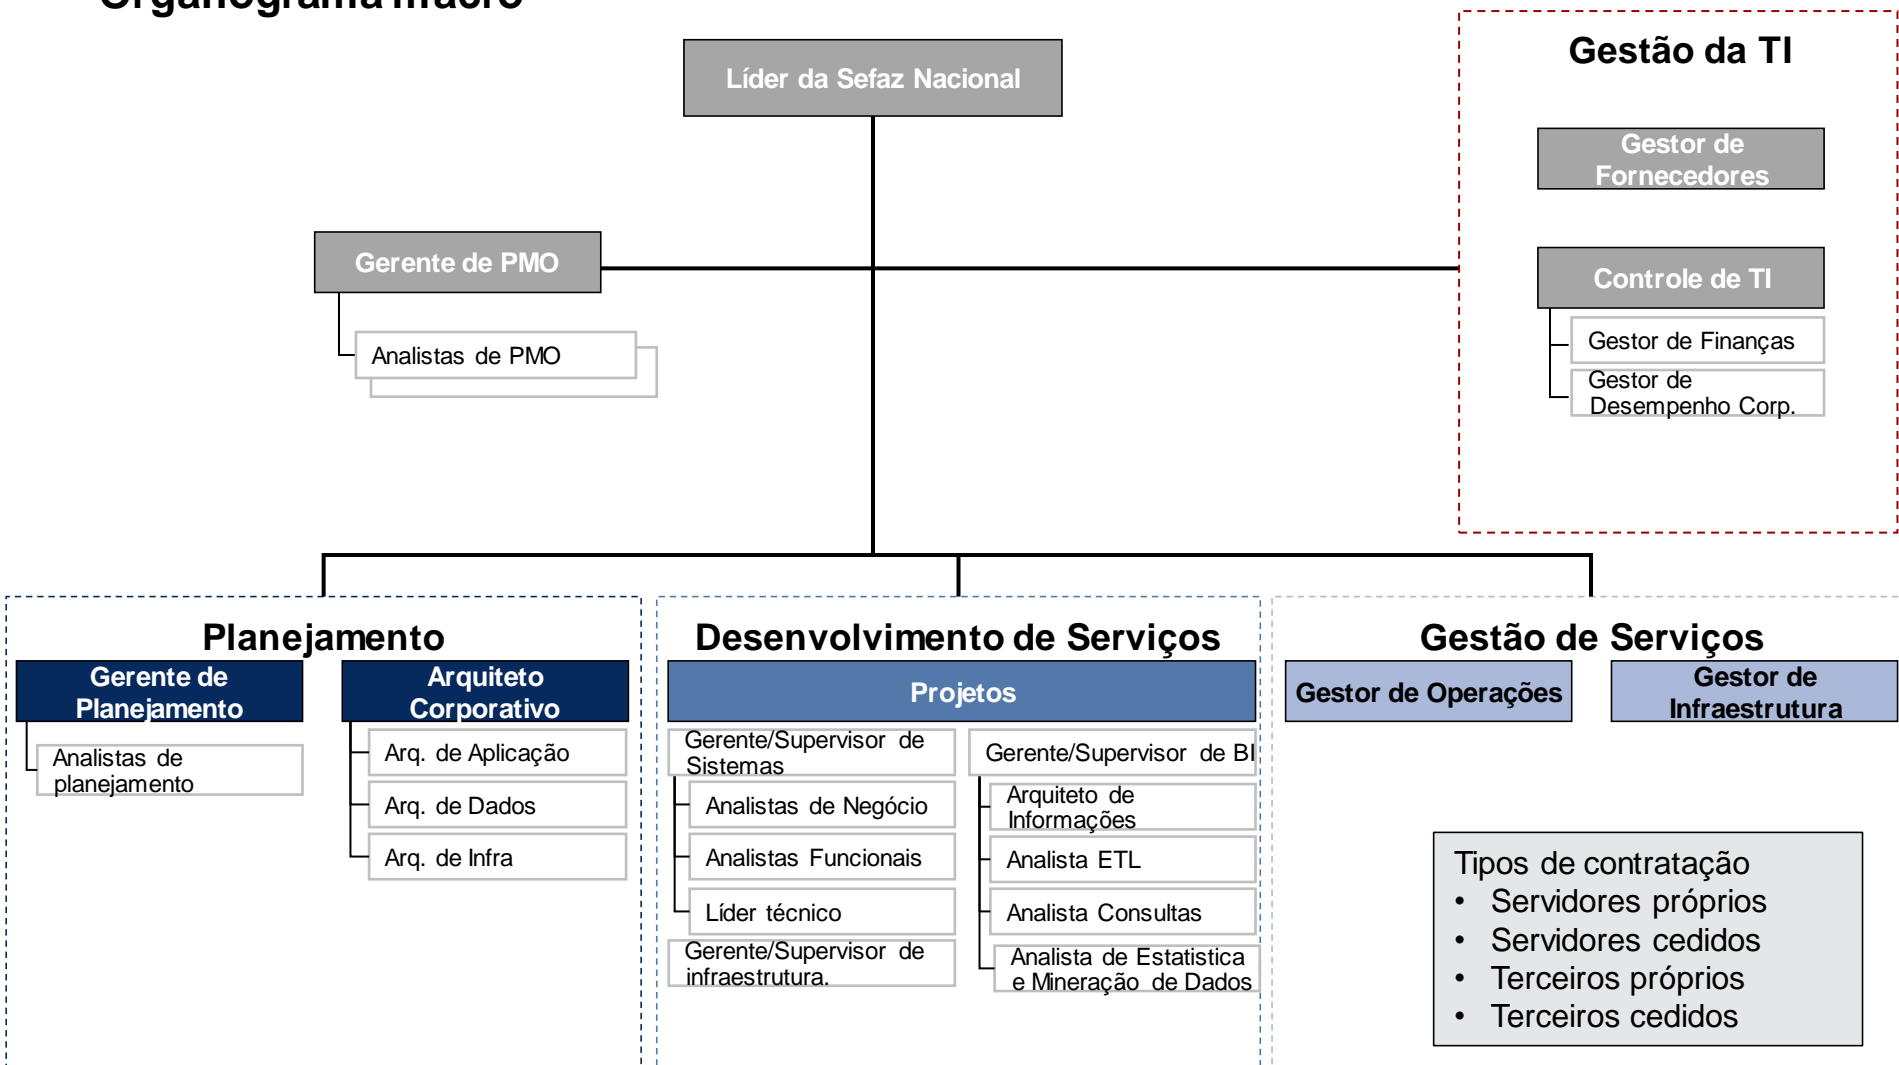 Organograma macro
Líder da Sefaz Nacional
Gestão da TI
Gestor de
Fornecedores
Gerente de PMO
Controle de TI
Analistas de PMO
Gestor de Finanças
Gestor de
Desempenho Corp.
Planejamento
Gerente de
Planejamento
Analistas de
planejamento
Arquiteto
Corporativo
Arq. de Aplicação
Arq. de Dados
Arq. de Infra
Desenvolvimento de Serviços
Projetos
Gerente/Supervisor de
Sistemas
Analistas de Negócio
Analistas Funcionais
Líder técnico
Gerente/Supervisor de
infraestrutura.
Gerente/Supervisor de BI
Arquiteto de
Informações
Analista ETL
Analista Consultas
Analista de Estatistica
e Mineração de Dados
Gestão de Serviços
Gestor de Operações
Gestor de
Infraestrutura
Tipos de contratação
• Servidores próprios
• Servidores cedidos
• Terceiros próprios
• Terceiros cedidos